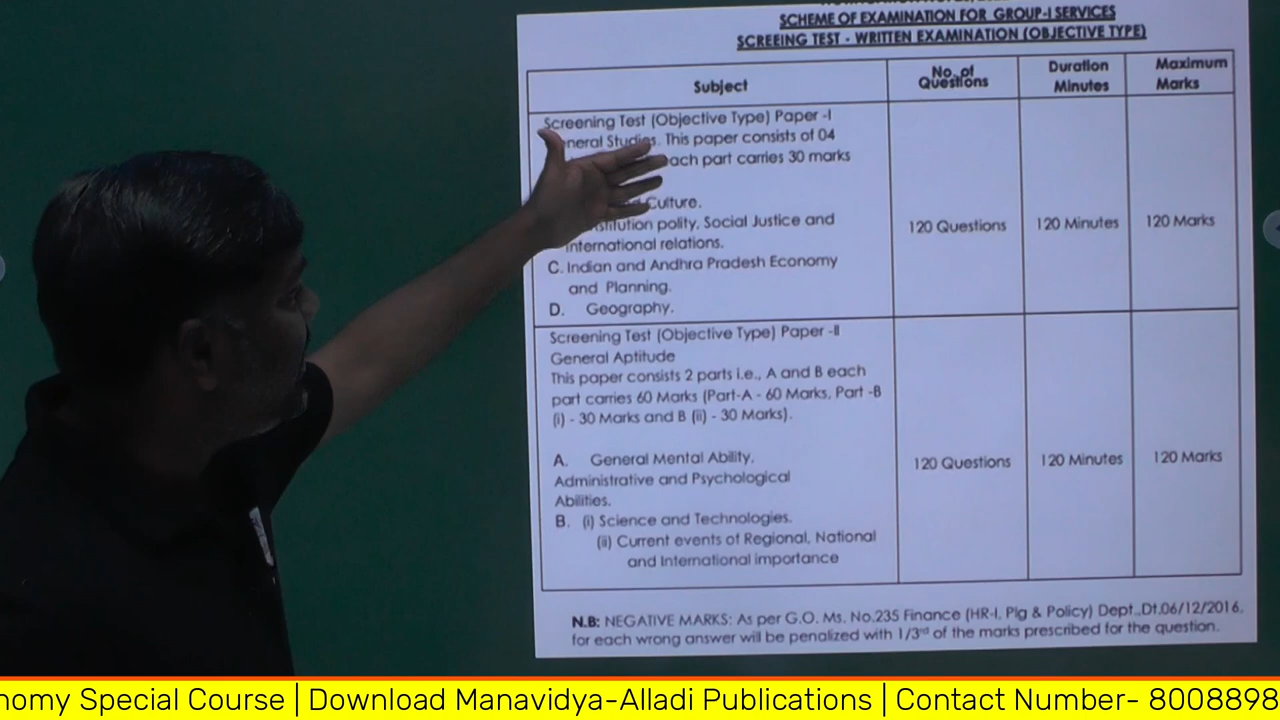 SCHEME OF EXAMINATION FOR GROUP-I SERVICES
SCREEING TEST - WRITTEN EXAMINATION (OBJECTIVE TYPE)
Subject
No. of Questions
Duration Minutes
Maximum Marks
Screening Test (Objective Type) Paper -I
General Studies. This paper consists of 04
each part carries 30 marks
Culture.
polity, Social Justice and
International relations.
C. Indian and Andhra Pradesh Economy
and Planning.
D. Geography.
120 Questions
120 Minutes
120 Marks
Screening Test (Objective Type) Paper -II
General Aptitude
This paper consists 2 parts i.e., A and B each
part carries 60 Marks (Part-A - 60 Marks, Part -B
(i) - 30 Marks and B (ii) - 30 Marks).
A. General Mental Ability,
Administrative and Psychological
Abilities.
B. (i) Science and Technologies.
(ii) Current events of Regional, National
and International importance
120 Questions
120 Minutes
120 Marks
N.B: NEGATIVE MARKS: As per G.O. Ms. No.235 Finance (HR-I, Plg & Policy) Dept., Dt.06/12/2016,
for each wrong answer will be penalized with 1/3rd of the marks prescribed for the question.
nomy Special Course | Download Manavidya-Alladi Publications | Contact Number- 8008898